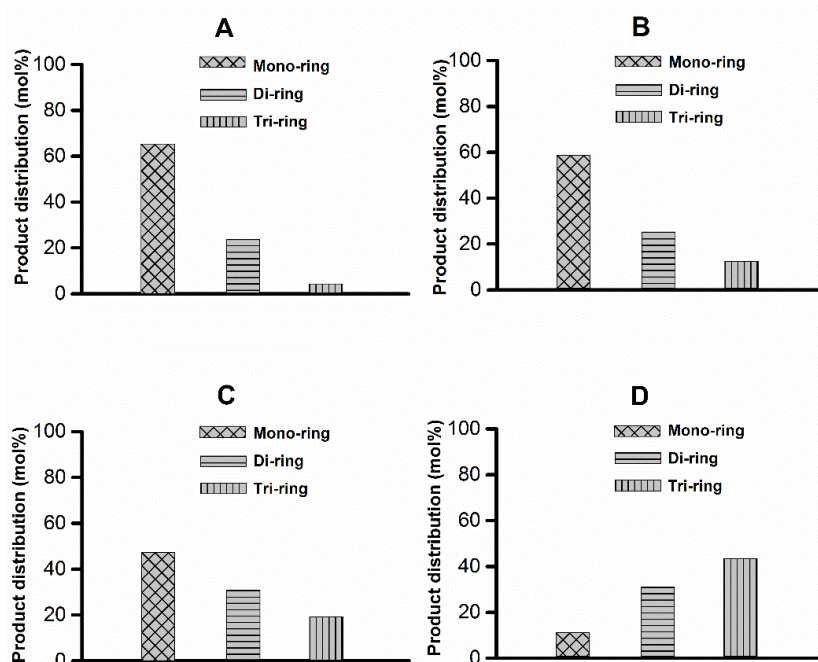 A
Product distribution (mol%)
100
80
60
40
20
0
Mono-ring
Di-ring
Tri-ring
B
Product distribution (mol%)
100
80
60
40
20
0
Mono-ring
Di-ring
Tri-ring
C
Product distribution (mol%)
100
80
60
40
20
0
Mono-ring
Di-ring
Tri-ring
D
Product distribution (mol%)
100
80
60
40
20
0
Mono-ring
Di-ring
Tri-ring